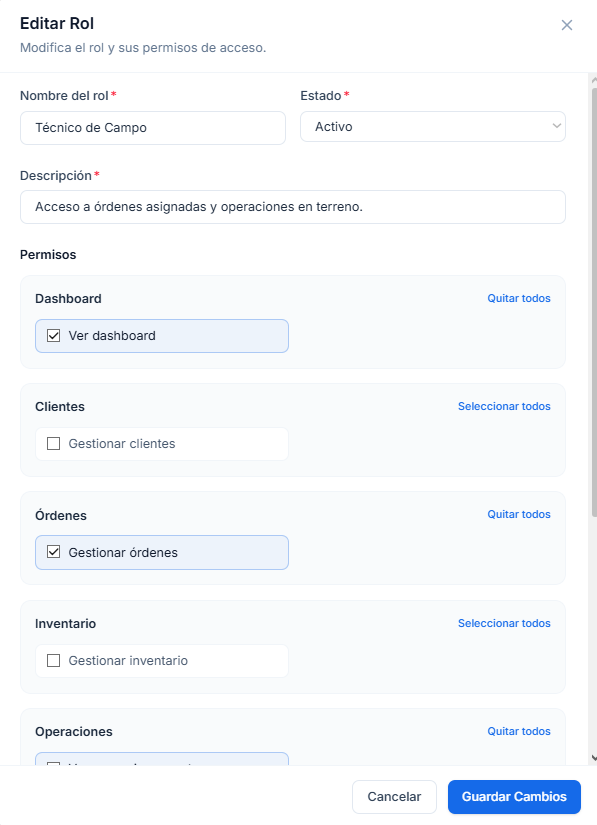 Editar Rol
Modifica el rol y sus permisos de acceso.
Nombre del rol*
Estado*
Técnico de Campo
Activo
Descripción*
Acceso a órdenes asignadas y operaciones en terreno.
Permisos
Dashboard
Quitar todos
Ver dashboard
Clientes
Seleccionar todos
Gestionar clientes
Órdenes
Quitar todos
Gestionar órdenes
Inventario
Seleccionar todos
Gestionar inventario
Operaciones
Quitar todos
Cancelar
Guardar Cambios